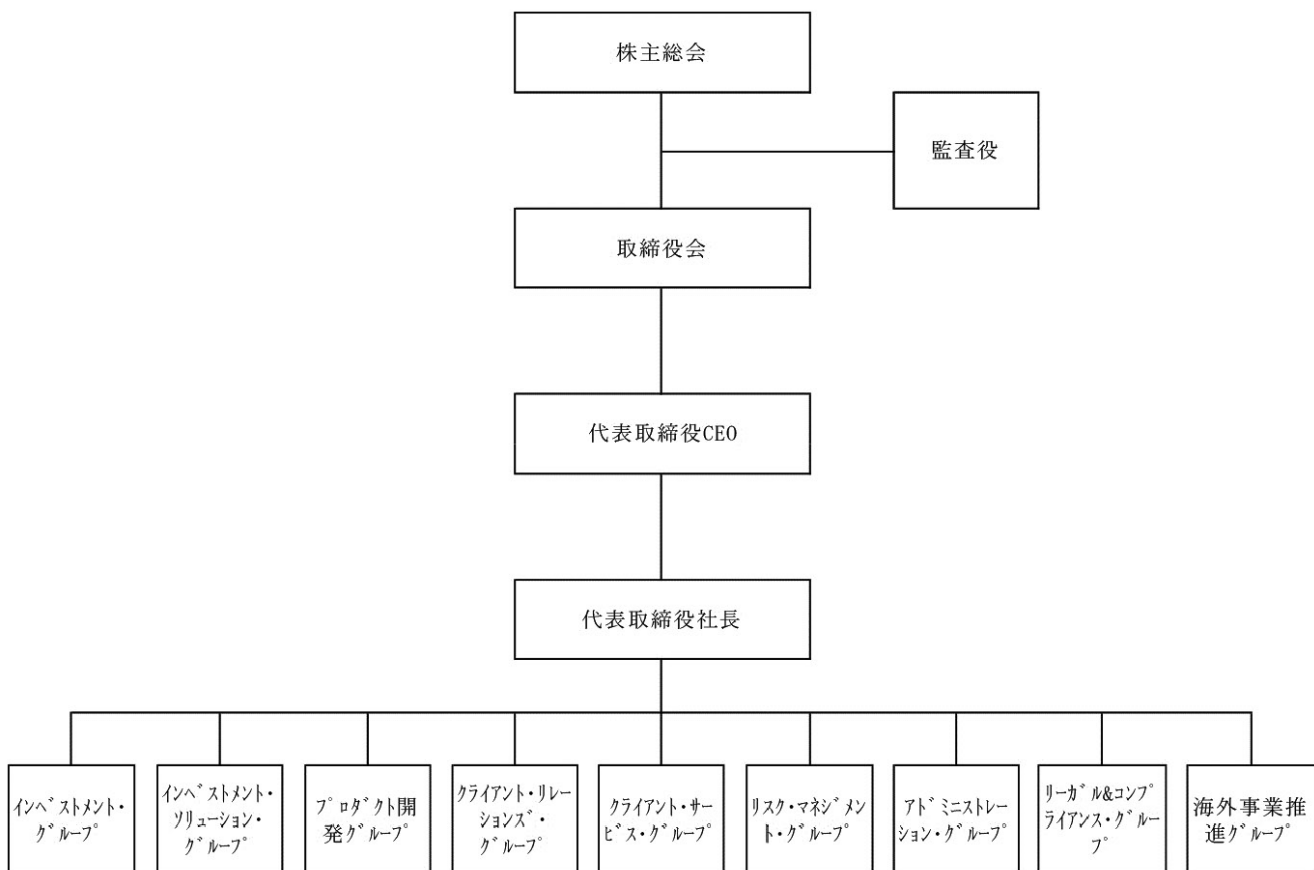 株主総会
監査役
取締役会
代表取締役CEO
代表取締役社長
インベストメント・
グループ
インベストメント・
ソリューション・
グループ
プロダクト開
発グループ
クライアント・リレー
ションズ・
グループ
クライアント・サー
ビス・グループ
リスク・マネジメン
ト・グループ
アドミニストレー
ション・グループ
リーガル&コンプ
ライアンス・グルー
プ
海外事業推
進グループ